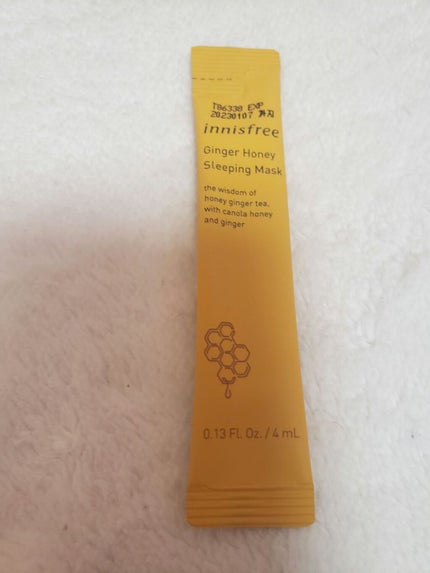 TB6338 EXP
20230107 까지
innisfree
Ginger Honey
Sleeping Mask
the wisdom of
honey ginger tea,
with canola honey
and ginger
0.13 Fl. Oz. / 4 mL